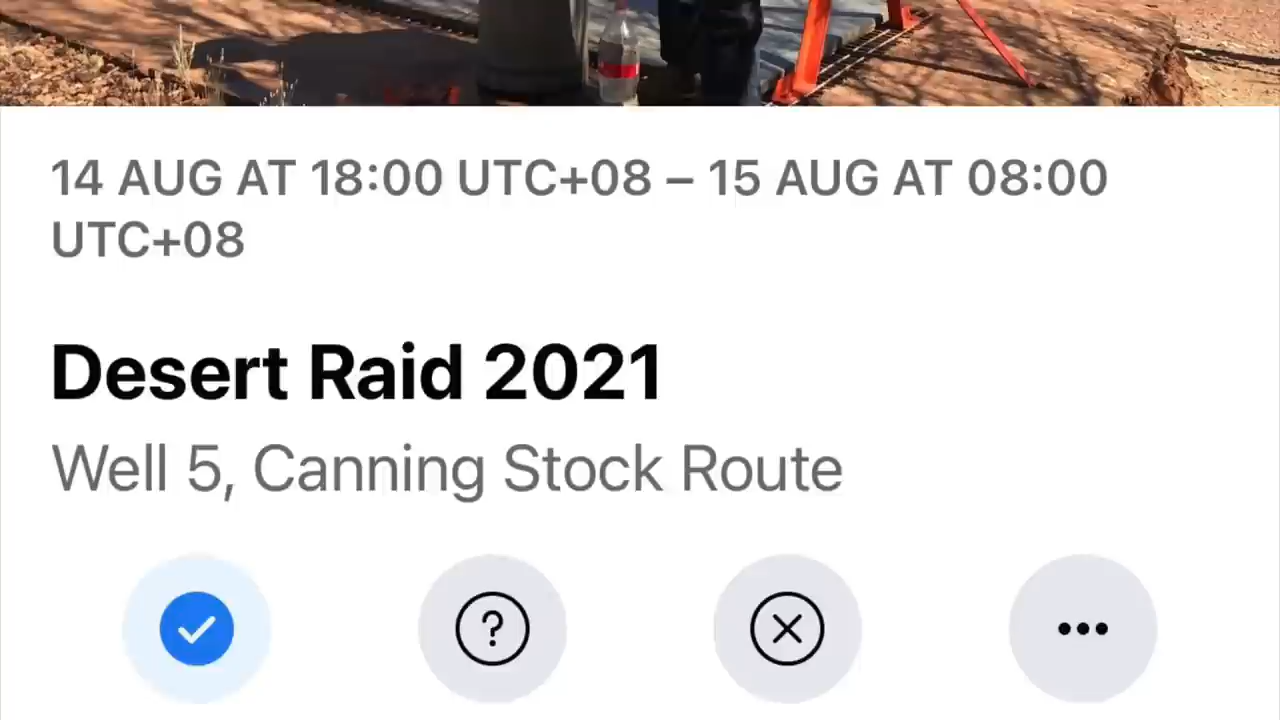 14 AUG AT 18:00 UTC+08 – 15 AUG AT 08:00
UTC+08
Desert Raid 2021
Well 5, Canning Stock Route